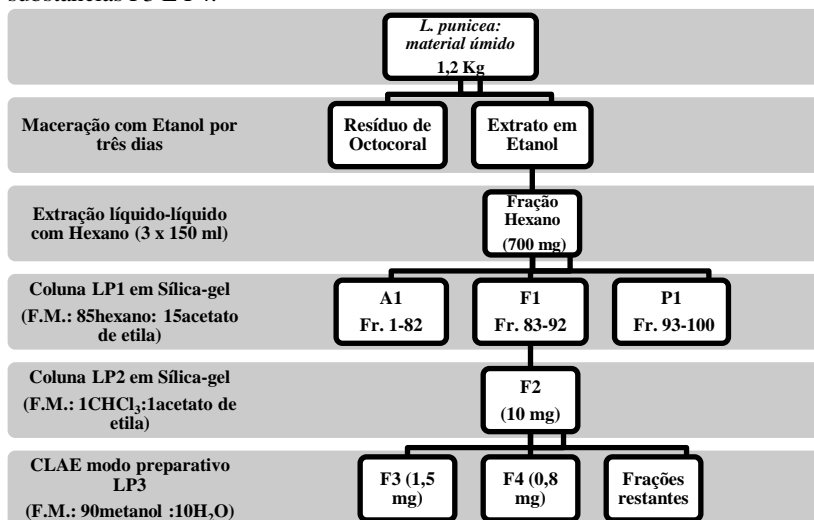 substâncias F3 E F4.
L. punicea:
material úmido
1,2 Kg
Maceração com Etanol por
três dias
Resíduo de
Octocoral
Extrato em
Etanol
Extração líquido-líquido
com Hexano (3 x 150 ml)
Fração
Hexano
(700 mg)
Coluna LP1 em Sílica-gel
(F.M.: 85hexano: 15acetato
de etila)
A1
Fr. 1-82
F1
Fr. 83-92
P1
Fr. 93-100
Coluna LP2 em Sílica-gel
(F.M.: 1CHCl₃:1acetato de
etila)
F2
(10 mg)
CLAE modo preparativo
LP3
(F.M.: 90metanol :10H₂O)
F3 (1,5
mg)
F4 (0,8
mg)
Frações
restantes